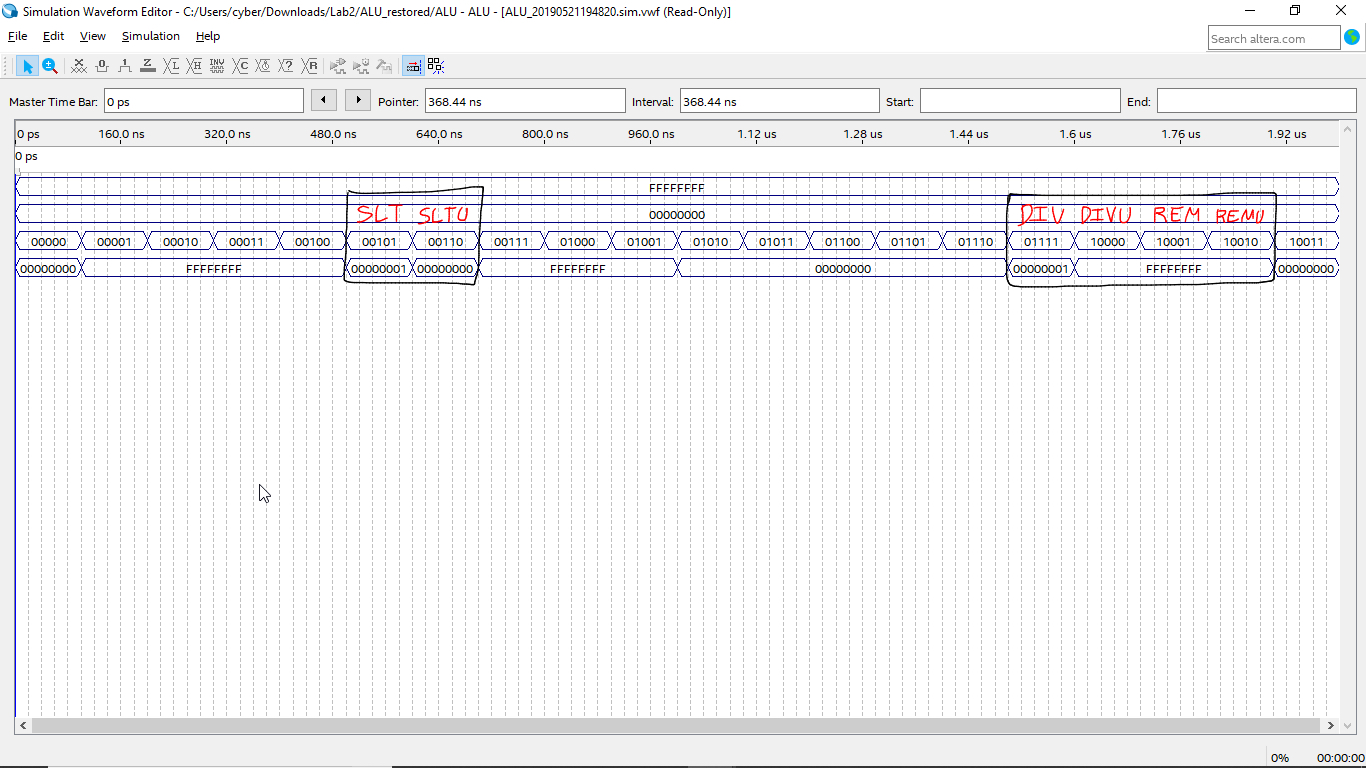 Simulation Waveform Editor - C:/Users/cyber/Downloads/Lab2/ALU_restored/ALU - ALU - [ALU_20190521194820.sim.vwf (Read-Only)]
File Edit View Simulation Help
Search altera.com
Master Time Bar: 0 ps Pointer: 368.44 ns Interval: 368.44 ns Start: End:
0 ps 160.0 ns 320.0 ns 480.0 ns 640.0 ns 800.0 ns 960.0 ns 1.12 us 1.28 us 1.44 us 1.6 us 1.76 us 1.92 us
0 ps
FFFFFFFF
SLT SLTU 00000000 DIV DIVU REM REMU
00000 00001 00010 00011 00100 00101 00110 00111 01000 01001 01010 01011 01100 01101 01110 01111 10000 10001 10010 10011
00000000 FFFFFFFF 00000001 00000000 FFFFFFFF 00000000 00000001 FFFFFFFF 00000000
0% 00:00:00